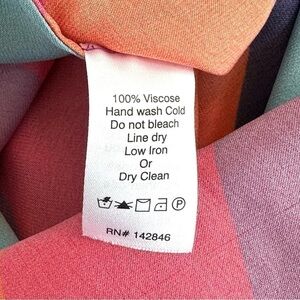 100% Viscose
Hand wash Cold
Do not bleach
Line dry
Low Iron
Or
Dry Clean
RN# 142846